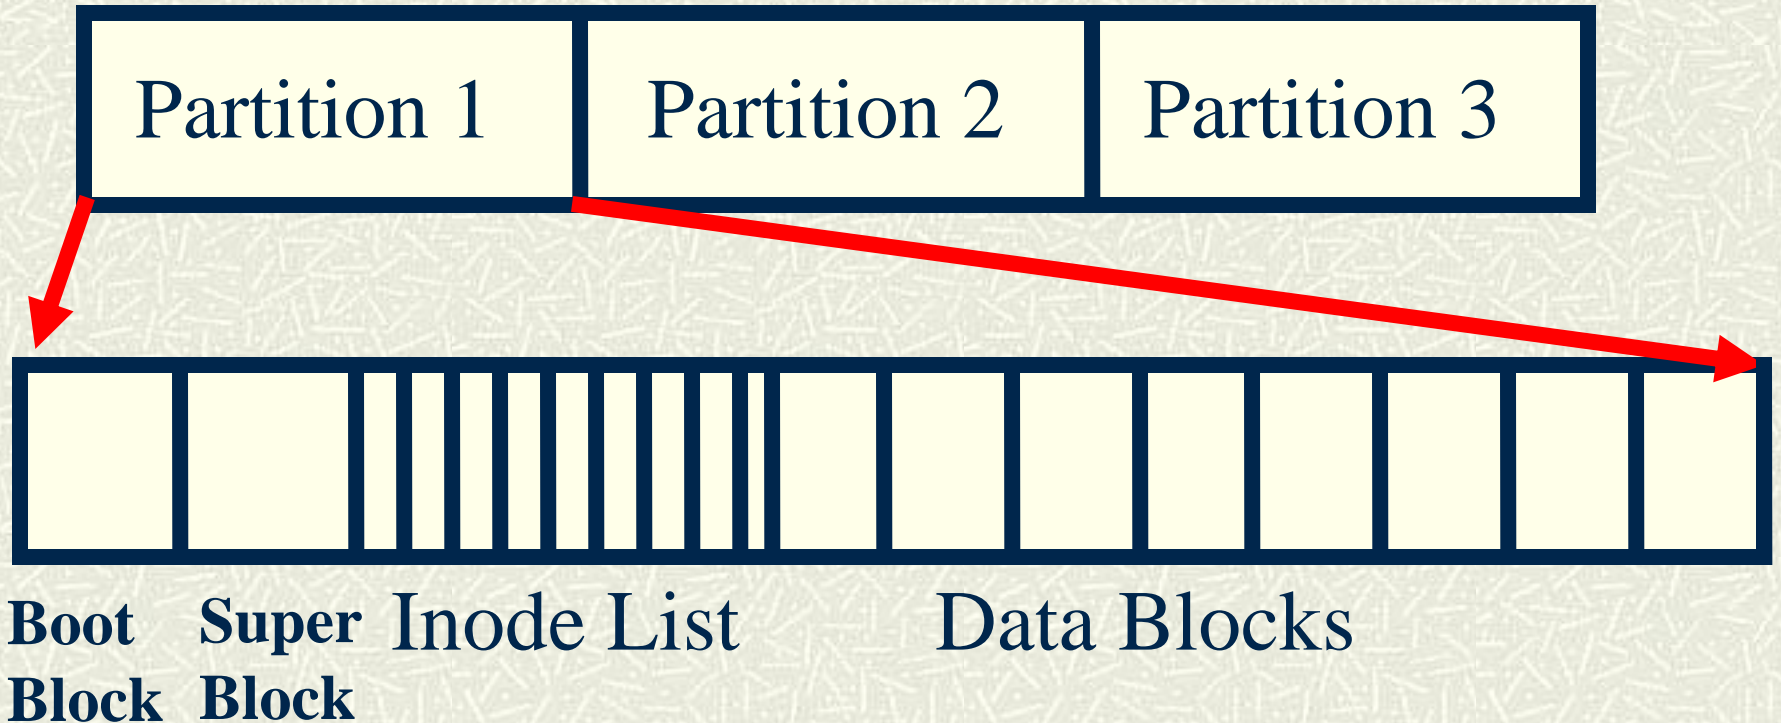 Partition 1 Partition 2 Partition 3
Boot Super Inode List Data Blocks
Block Block